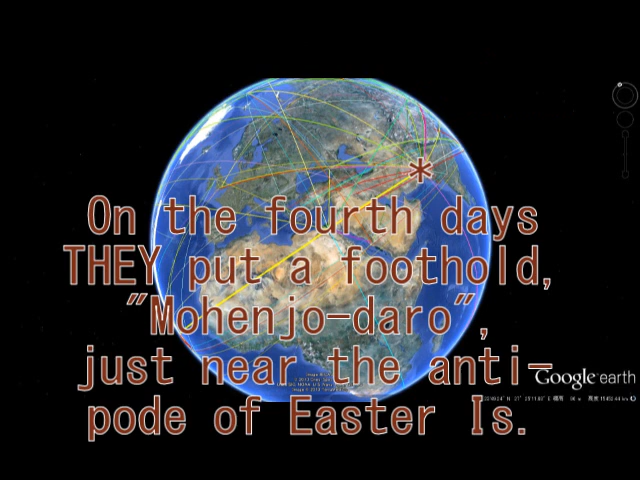 *
On the fourth days
THEY put a foothold,
"Mohenjo-daro",
just near the anti-
pode of Easter Is.
Google earth